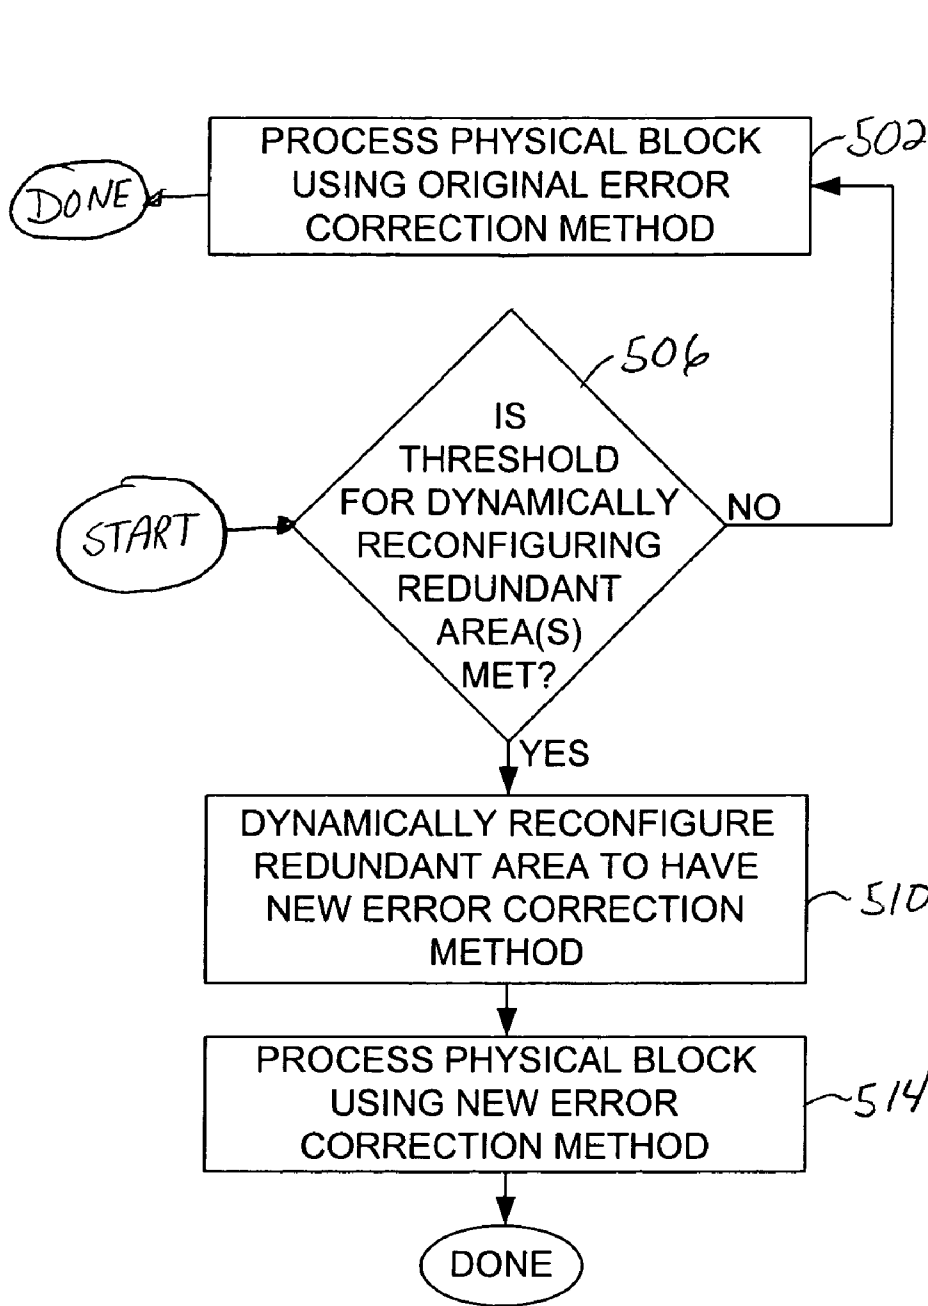 PROCESS PHYSICAL BLOCK
USING ORIGINAL ERROR
CORRECTION METHOD
502
DONE
506
IS
THRESHOLD
FOR DYNAMICALLY
RECONFIGURING
REDUNDANT
AREA(S)
MET?
START
NO
YES
DYNAMICALLY RECONFIGURE
REDUNDANT AREA TO HAVE
NEW ERROR CORRECTION
METHOD
510
PROCESS PHYSICAL BLOCK
USING NEW ERROR
CORRECTION METHOD
514
DONE